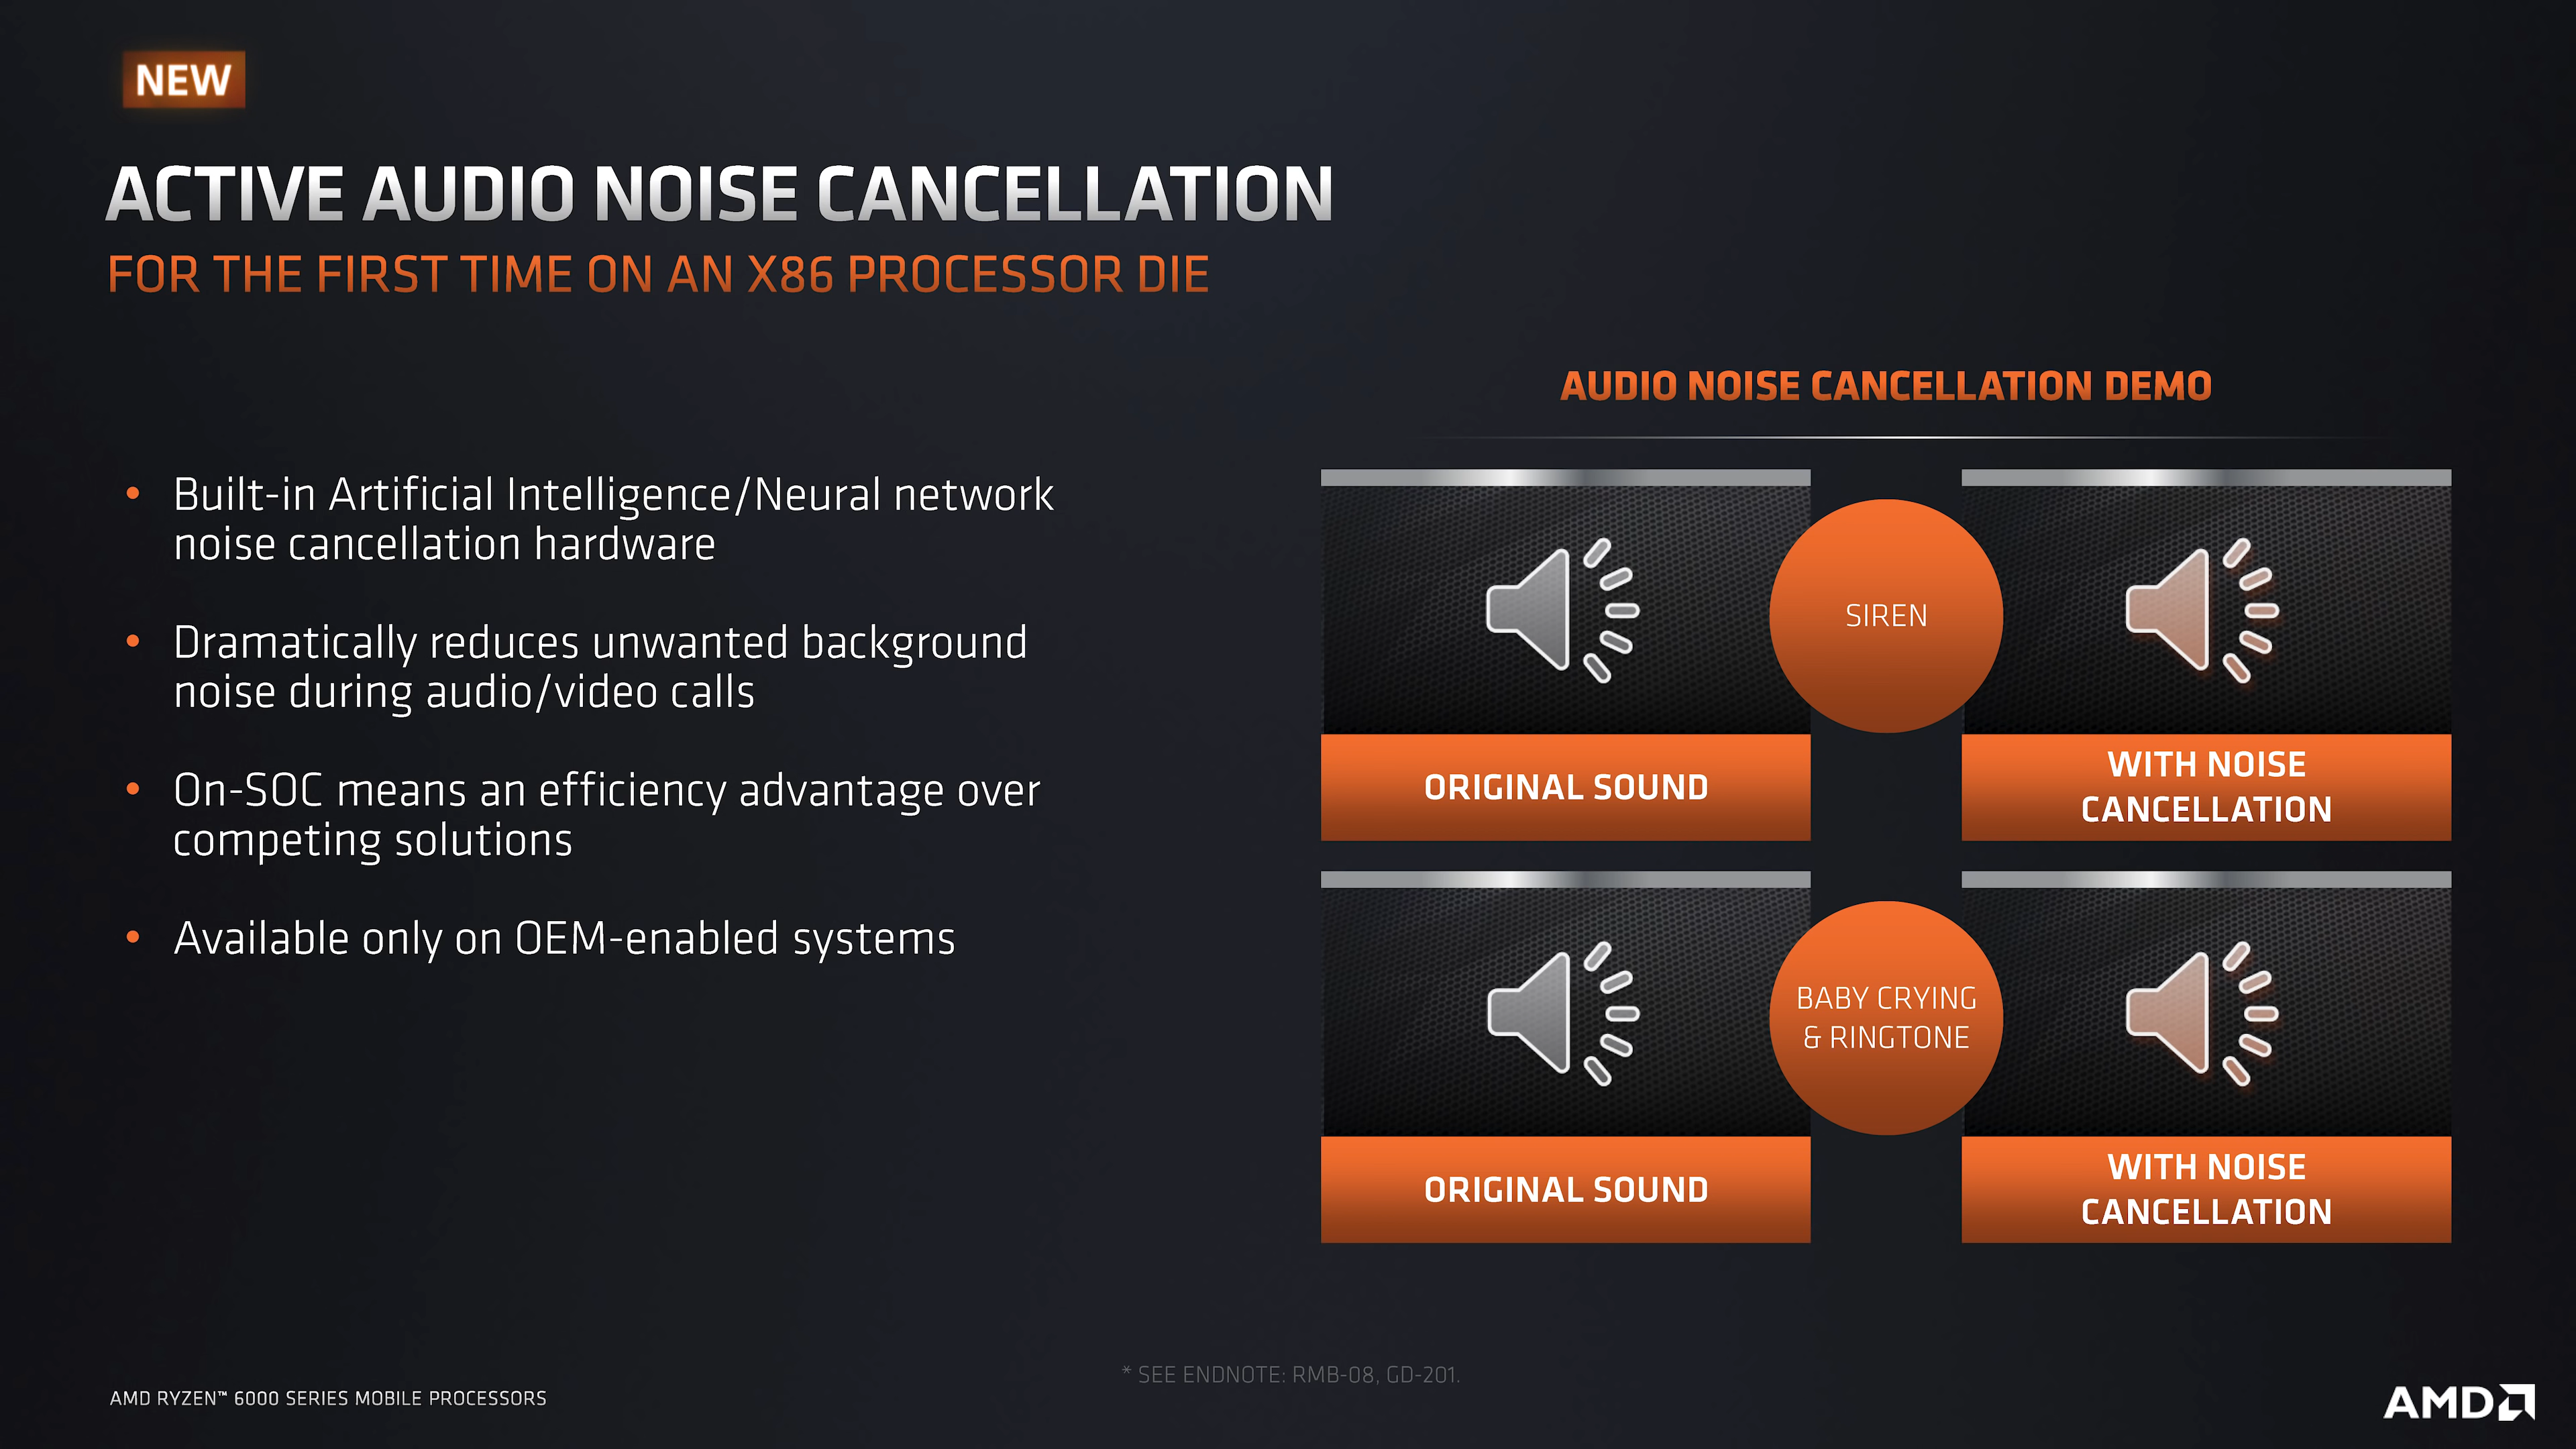 NEW
ACTIVE AUDIO NOISE CANCELLATION
FOR THE FIRST TIME ON AN X86 PROCESSOR DIE
• Built-in Artificial Intelligence/Neural network
noise cancellation hardware
• Dramatically reduces unwanted background
noise during audio/video calls
• On-SOC means an efficiency advantage over
competing solutions
• Available only on OEM-enabled systems
AUDIO NOISE CANCELLATION DEMO
SIREN
ORIGINAL SOUND
WITH NOISE
CANCELLATION
BABY CRYING
& RINGTONE
ORIGINAL SOUND
WITH NOISE
CANCELLATION
* SEE ENDNOTE: RMB-08, GD-201.
AMD RYZEN™ 6000 SERIES MOBILE PROCESSORS
AMD